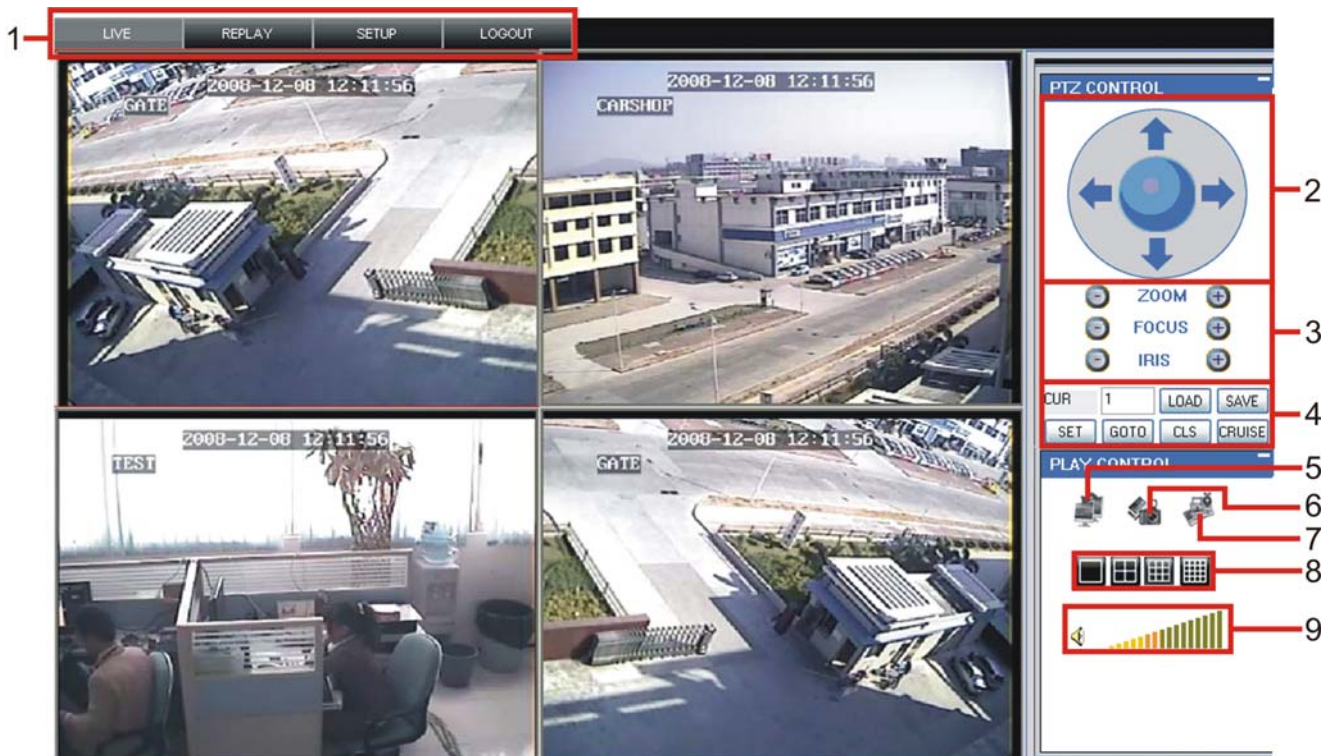 1
LIVE REPLAY SETUP LOGOUT
2008-12-08 12:11:56
GATE
2008-12-08 12:11:56
CARSHOP
2008-12-08 12:11:56
TEST
2008-12-08 12:11:56
GATE
PTZ CONTROL
2
ZOOM
FOCUS
IRIS
3
CUR 1 LOAD SAVE
SET GOTO CLS CRUISE
4
PLAY CONTROL
5
6
7
8
9